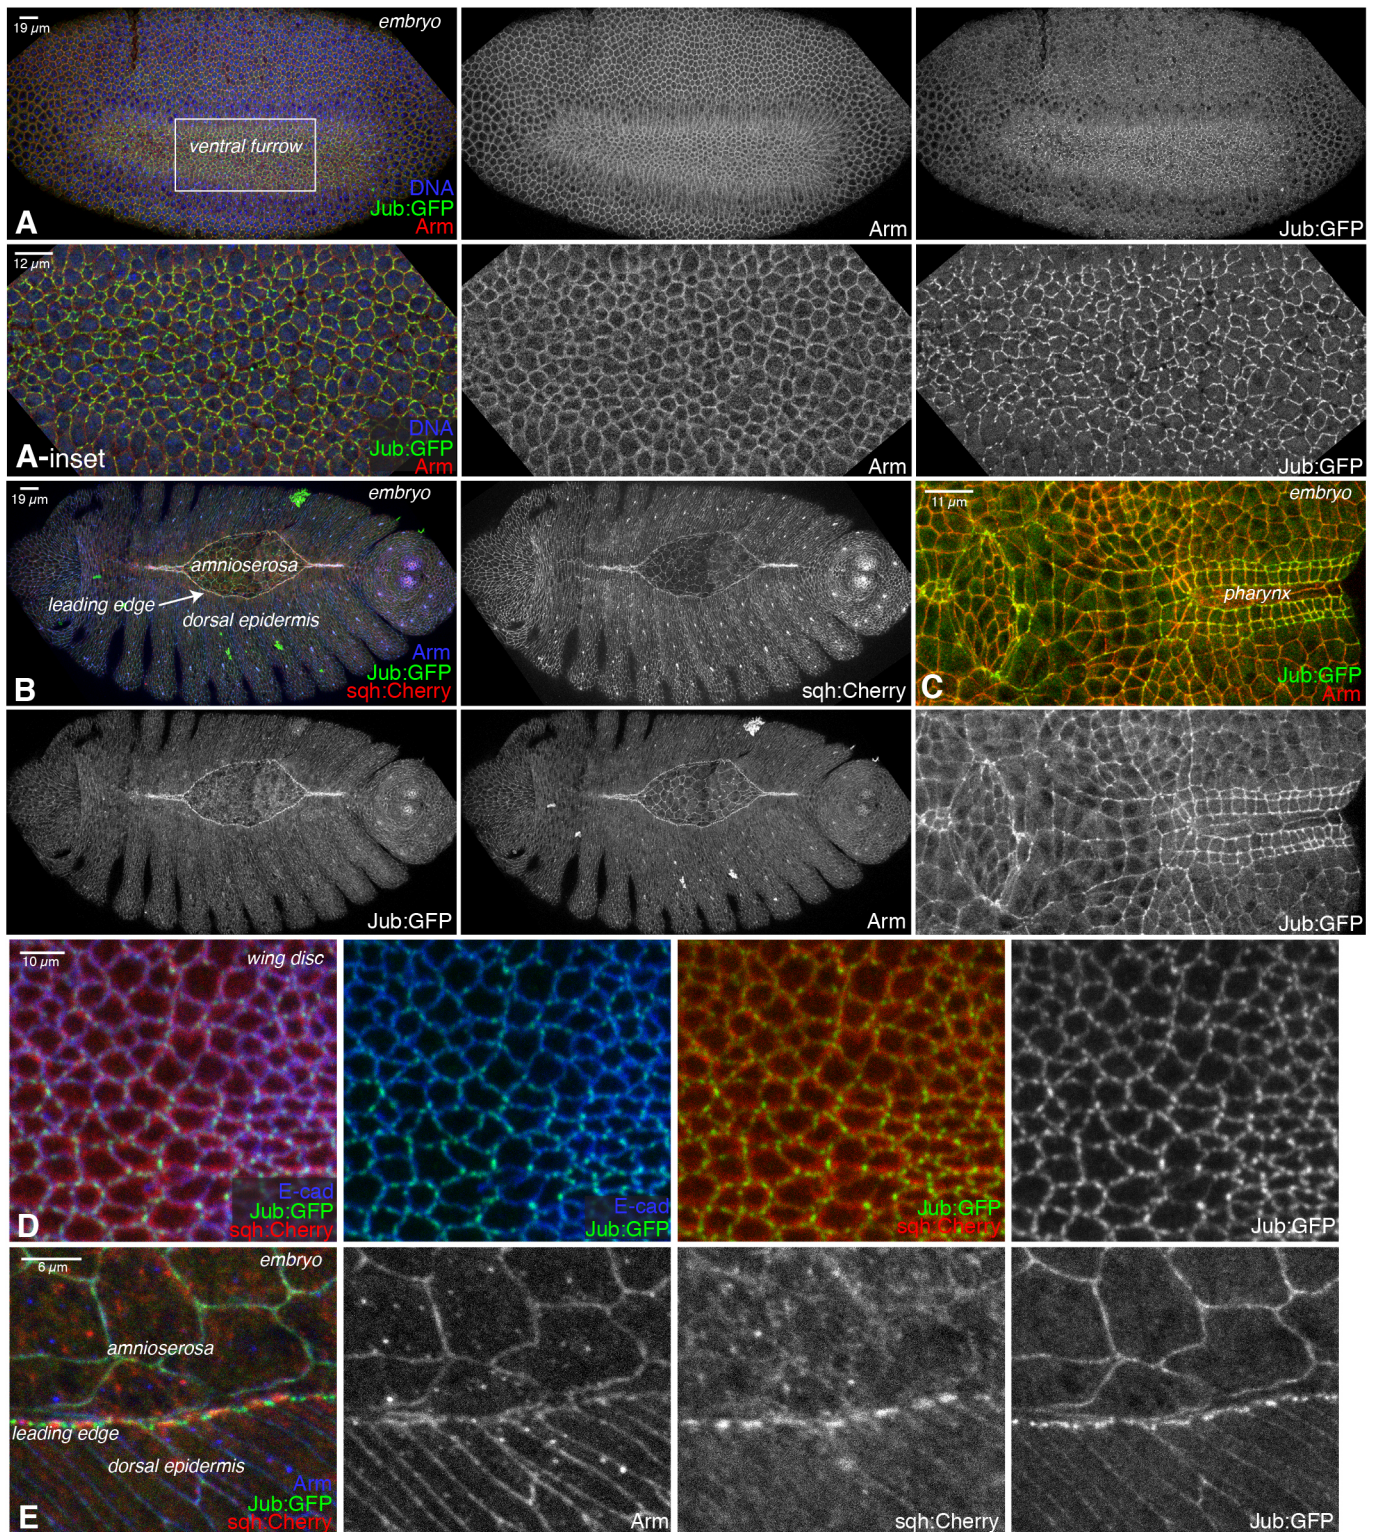 19 µm
embryo
ventral furrow
DNA
Jub:GFP
Arm
A
Arm
Jub:GFP
12 µm
DNA
Jub:GFP
Arm
A-inset
Arm
Jub:GFP
19 µm
embryo
amnioserosa
leading edge
dorsal epidermis
Arm
Jub:GFP
sqh:Cherry
B
sqh:Cherry
11 µm
embryo
pharynx
Jub:GFP
Arm
C
Jub:GFP
Arm
Jub:GFP
10 µm
wing disc
E-cad
Jub:GFP
sqh:Cherry
D
E-cad
Jub:GFP
Jub:GFP
sqh:Cherry
Jub:GFP
6 µm
embryo
amnioserosa
leading edge
dorsal epidermis
Arm
Jub:GFP
sqh:Cherry
E
Arm
sqh:Cherry
Jub:GFP